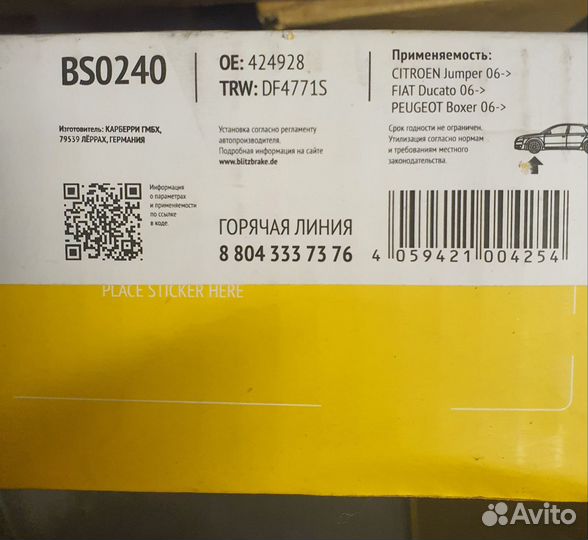 BS0240
OE: 424928
TRW: DF4771S
Применяемость:
CITROEN Jumper 06->
FIAT Ducato 06->
PEUGEOT Boxer 06->
Изготовитель: КАРБЕРРИ ГМБХ,
79539 ЛЁРРАХ, ГЕРМАНИЯ
Установка согласно регламенту
автопроизводителя.
Подробная информация на сайте
www.blitzbrake.de
Срок годности не ограничен.
Утилизация согласно нормам
и требованиям местного
законодательства.
Информация
о параметрах
и применяемости
по ссылке
в коде.
ГОРЯЧАЯ ЛИНИЯ
8 804 333 73 76
4 059421 004254
PLACE STICKER HERE
Avito